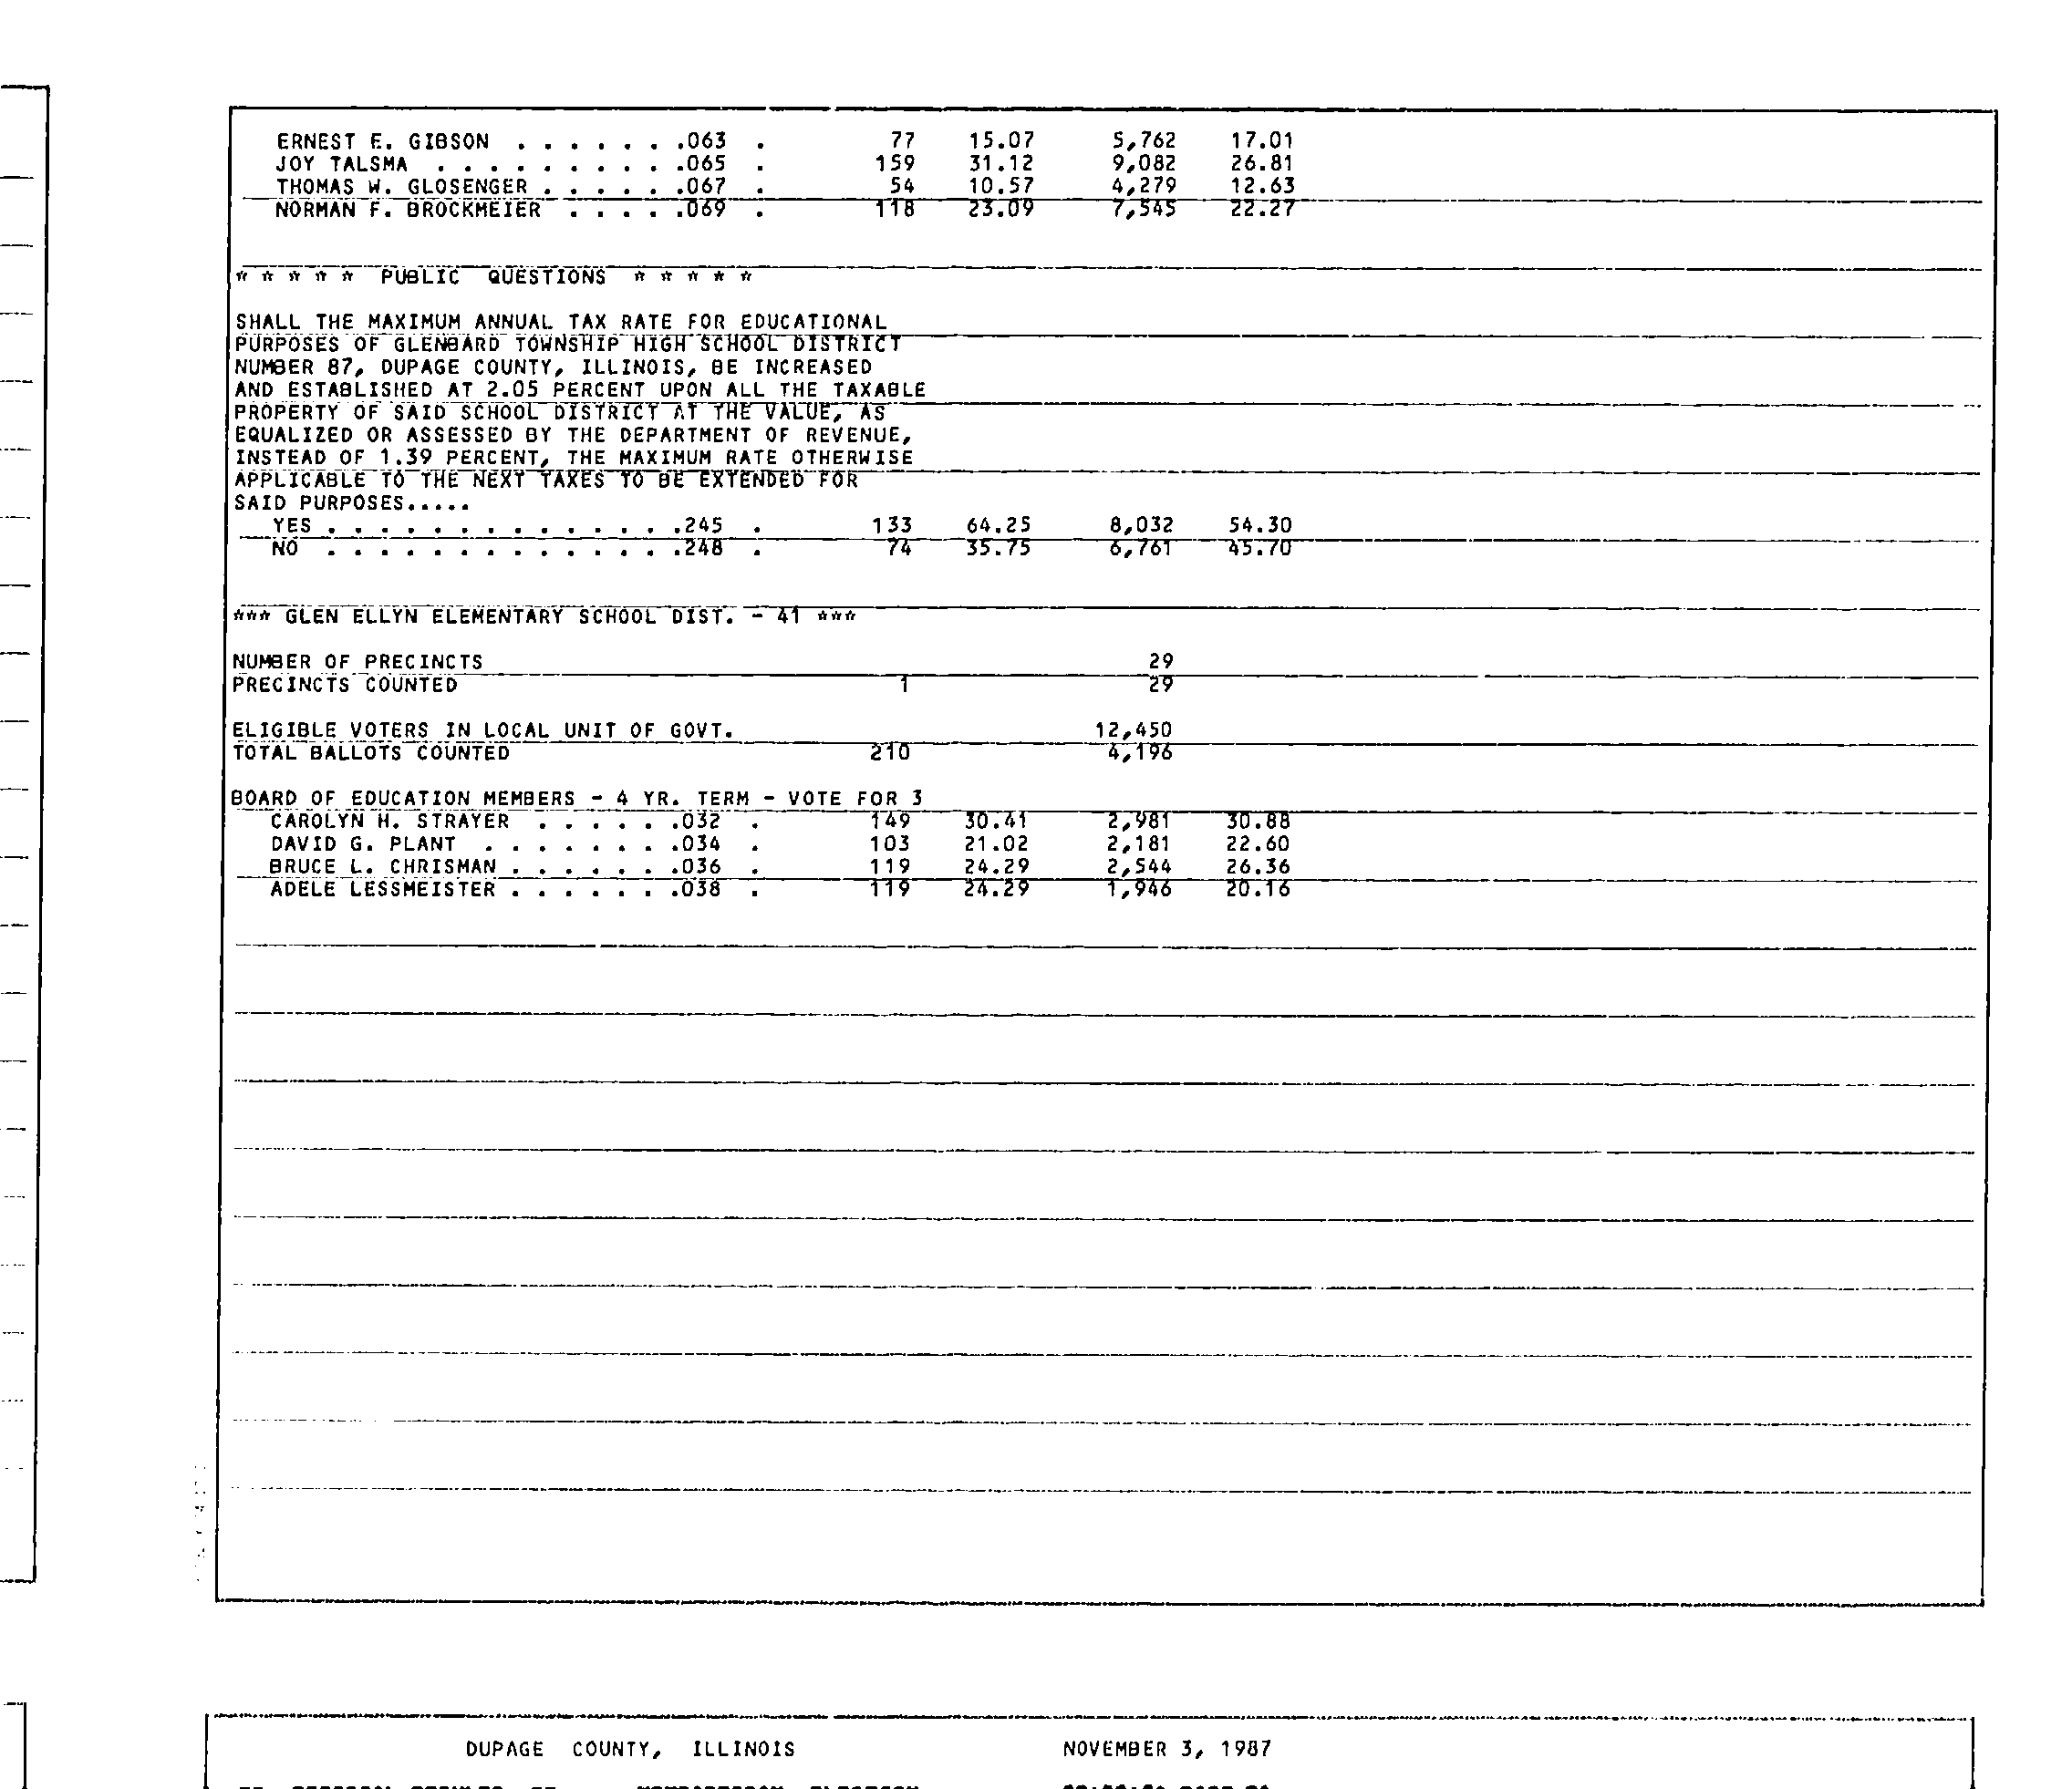 ERNEST E. GIBSON . . . . . . .063 . 77 15.07 5,762 17.01
JOY TALSMA . . . . . . . . . .065 . 159 31.12 9,082 26.81
THOMAS W. GLOSENGER . . . . . .067 . 54 10.57 4,279 12.63
NORMAN F. BROCKMEIER . . . . .069 . 118 23.09 7,545 22.27
* * * * * PUBLIC QUESTIONS * * * * *
SHALL THE MAXIMUM ANNUAL TAX RATE FOR EDUCATIONAL
PURPOSES OF GLENBARD TOWNSHIP HIGH SCHOOL DISTRICT
NUMBER 87, DUPAGE COUNTY, ILLINOIS, BE INCREASED
AND ESTABLISHED AT 2.05 PERCENT UPON ALL THE TAXABLE
PROPERTY OF SAID SCHOOL DISTRICT AT THE VALUE, AS
EQUALIZED OR ASSESSED BY THE DEPARTMENT OF REVENUE,
INSTEAD OF 1.39 PERCENT, THE MAXIMUM RATE OTHERWISE
APPLICABLE TO THE NEXT TAXES TO BE EXTENDED FOR
SAID PURPOSES.....
YES . . . . . . . . . . . . . .245 . 133 64.25 8,032 54.30
NO . . . . . . . . . . . . . .248 . 74 35.75 6,761 45.70
*** GLEN ELLYN ELEMENTARY SCHOOL DIST. - 41 ***
NUMBER OF PRECINCTS 29
PRECINCTS COUNTED 1 29
ELIGIBLE VOTERS IN LOCAL UNIT OF GOVT. 12,450
TOTAL BALLOTS COUNTED 210 4,196
BOARD OF EDUCATION MEMBERS - 4 YR. TERM - VOTE FOR 3
CAROLYN H. STRAYER . . . . . .032 . 149 30.41 2,981 30.88
DAVID G. PLANT . . . . . . . .034 . 103 21.02 2,181 22.60
BRUCE L. CHRISMAN . . . . . . .036 . 119 24.29 2,544 26.36
ADELE LESSMEISTER . . . . . . .038 . 119 24.29 1,946 20.16
DUPAGE COUNTY, ILLINOIS NOVEMBER 3, 1987